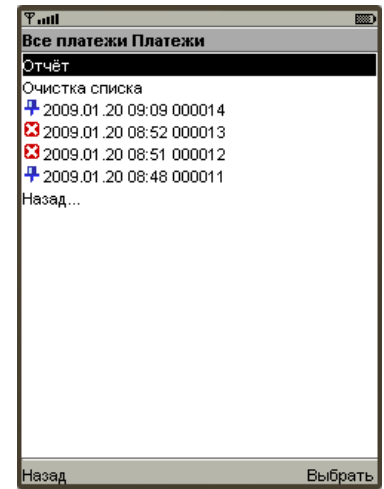 Все платежи Платежи
Отчёт
Очистка списка
2009.01.20 09:09 000014
2009.01.20 08:52 000013
2009.01.20 08:51 000012
2009.01.20 08:48 000011
Назад...
Назад Выбрать